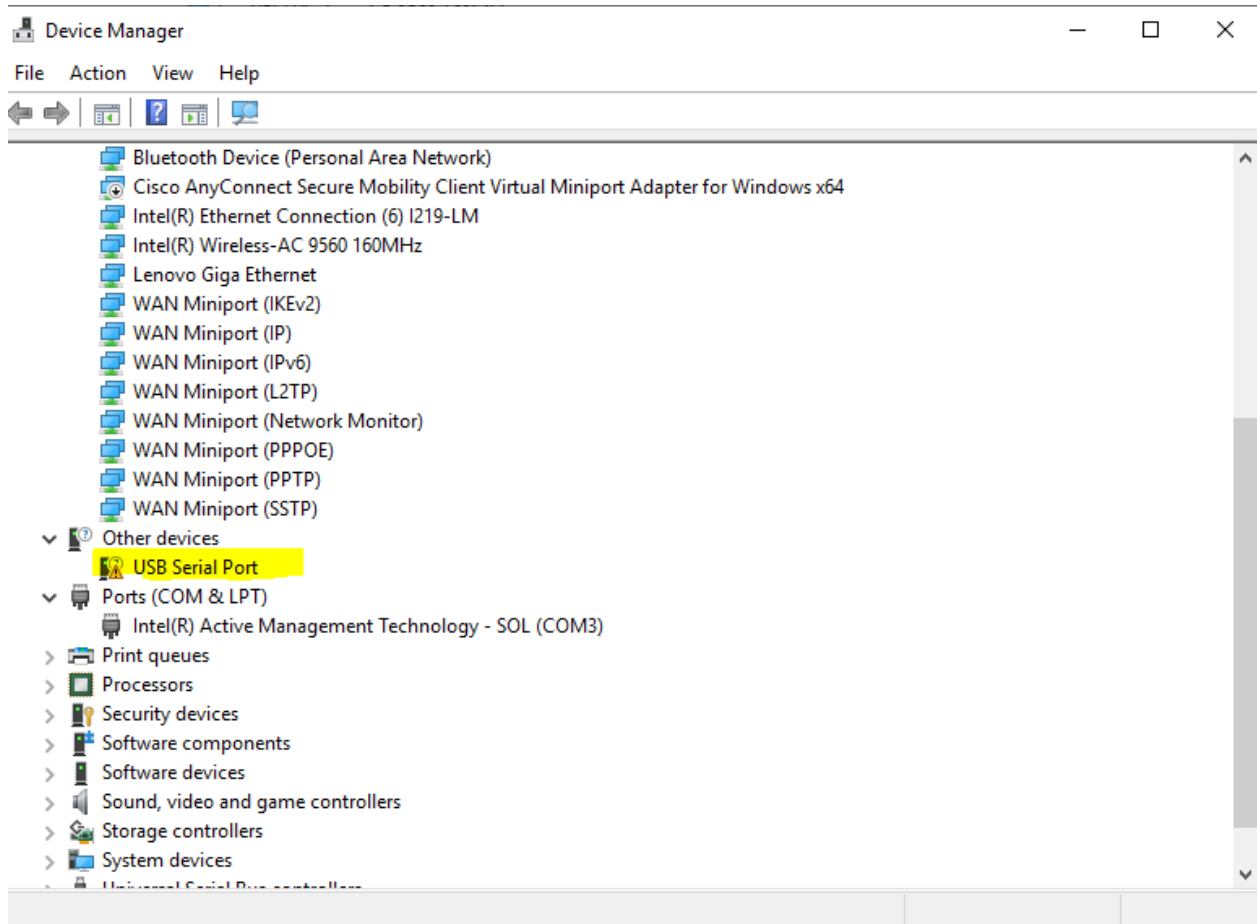 Device Manager
File Action View Help
Bluetooth Device (Personal Area Network)
Cisco AnyConnect Secure Mobility Client Virtual Miniport Adapter for Windows x64
Intel(R) Ethernet Connection (6) I219-LM
Intel(R) Wireless-AC 9560 160MHz
Lenovo Giga Ethernet
WAN Miniport (IKEv2)
WAN Miniport (IP)
WAN Miniport (IPv6)
WAN Miniport (L2TP)
WAN Miniport (Network Monitor)
WAN Miniport (PPPOE)
WAN Miniport (PPTP)
WAN Miniport (SSTP)
Other devices
USB Serial Port
Ports (COM & LPT)
Intel(R) Active Management Technology - SOL (COM3)
Print queues
Processors
Security devices
Software components
Software devices
Sound, video and game controllers
Storage controllers
System devices
Universal Serial Bus controllers